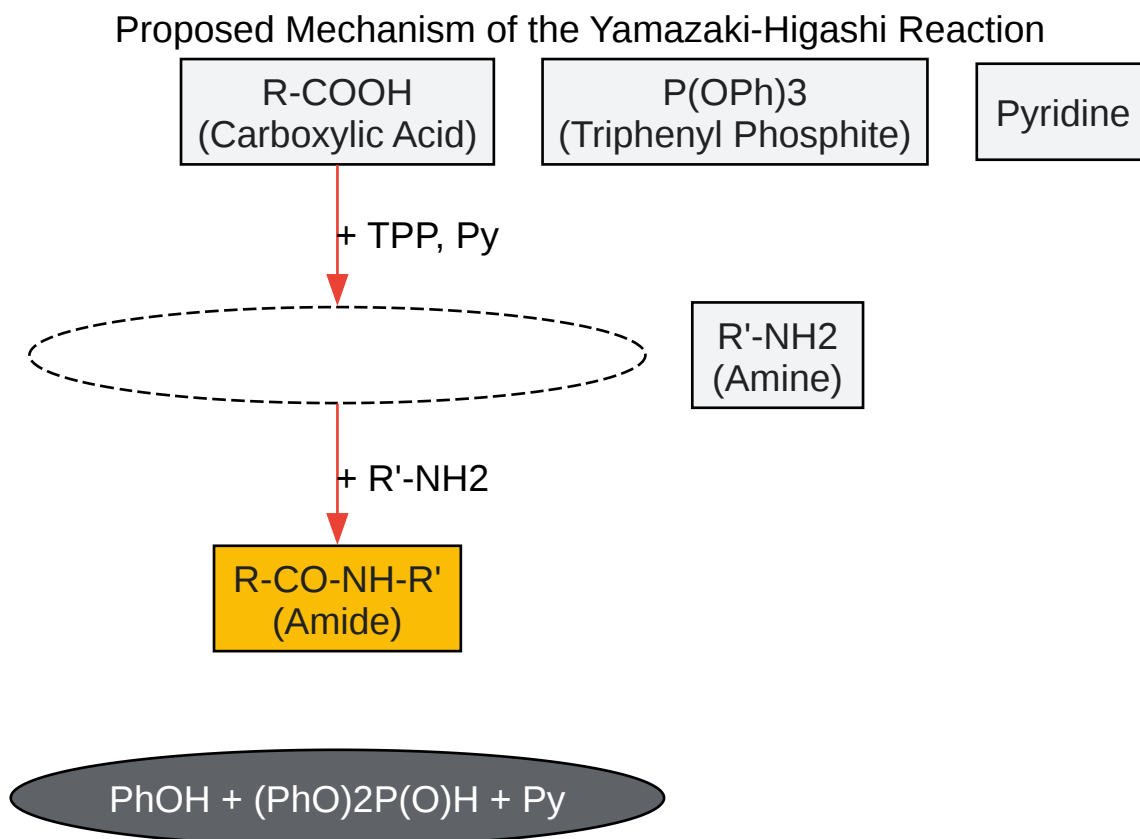 Proposed Mechanism of the Yamazaki-Higashi Reaction
R-COOH
(Carboxylic Acid)
P(OPh)3
(Triphenyl Phosphite)
Pyridine
+ TPP, Py
R'-NH2
(Amine)
+ R'-NH2
R-CO-NH-R'
(Amide)
PhOH + (PhO)2P(O)H + Py